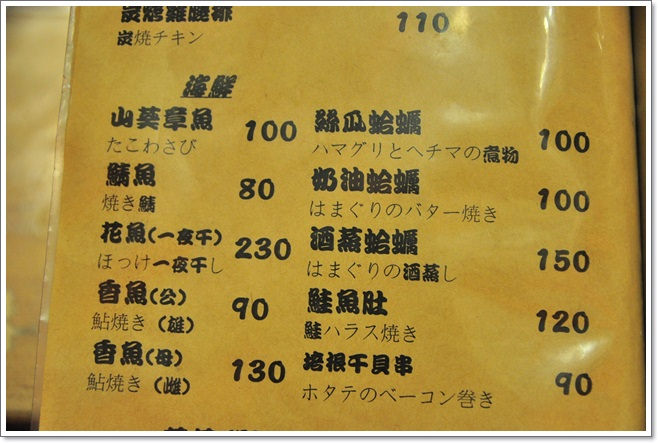 炭烤雞腿排 110
炭焼チキン
海鮮
山葵章魚 100
たこわさび
鯖魚 80
焼き鯖
花魚(一夜干) 230
ほっけ一夜干し
香魚(公) 90
鮎焼き（雄）
香魚(母) 130
鮎焼き（雌）
絲瓜蛤蠣 100
ハマグリとヘチマの煮物
奶油蛤蠣 100
はまぐりのバター焼き
酒蒸蛤蠣 150
はまぐりの酒蒸し
鮭魚肚 120
鮭ハラス焼き
培根干貝串 90
ホタテのベーコン巻き